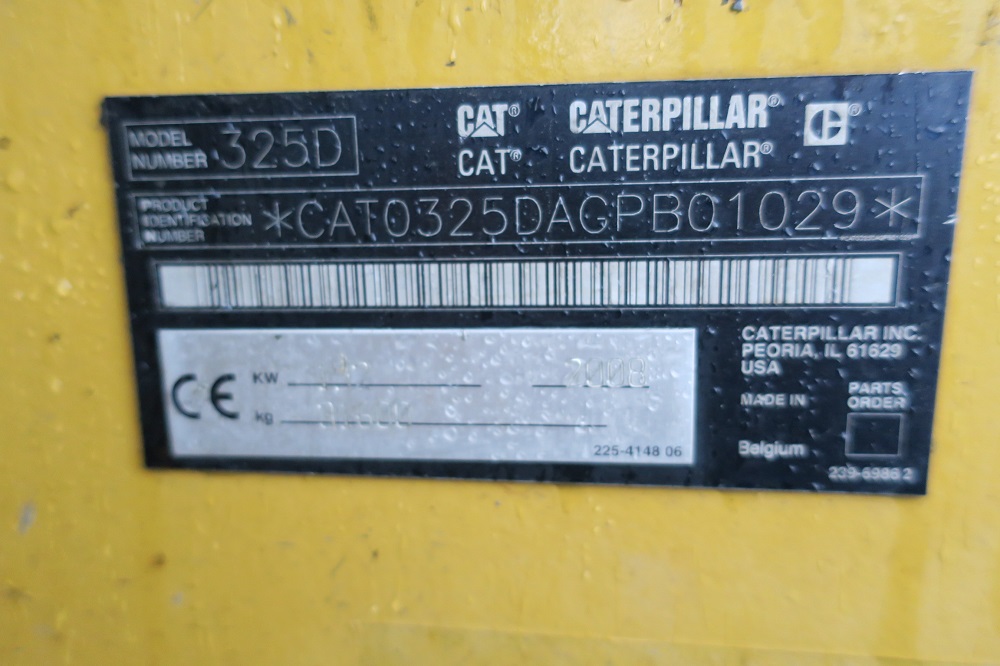 CAT® CATERPILLAR®
MODEL NUMBER 325D
CAT® CATERPILLAR®
PRODUCT IDENTIFICATION NUMBER *CAT0325DAGPB01029*
CE
KW 2008
kg
225-4148 06
CATERPILLAR INC.
PEORIA, IL 61629
USA
MADE IN
Belgium
PARTS
ORDER
239-5986 2